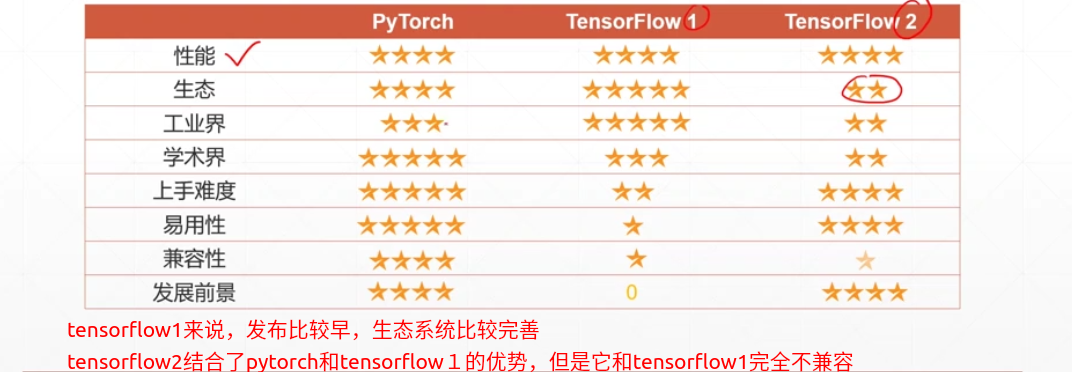 PyTorch TensorFlow 1 TensorFlow 2
性能 ★★★★ ★★★★ ★★★★
生态 ★★★★ ★★★★★ ★★
工业界 ★★★ ★★★★★ ★★
学术界 ★★★★★ ★★★ ★★
上手难度 ★★★★★ ★★ ★★★★
易用性 ★★★★★ ★ ★★★★
兼容性 ★★★★ ★ ★
发展前景 ★★★★ 0 ★★★★
tensorflow1来说，发布比较早，生态系统比较完善
tensorflow2结合了pytorch和tensorflow１的优势，但是它和tensorflow1完全不兼容